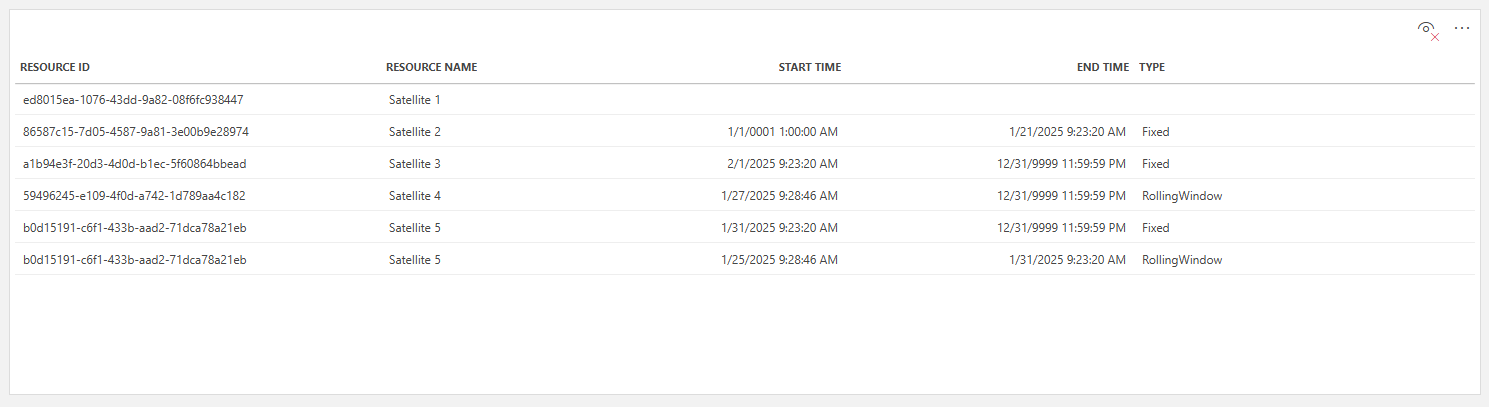 RESOURCE ID RESOURCE NAME START TIME END TIME TYPE
ed8015ea-1076-43dd-9a82-08f6fc938447 Satellite 1
86587c15-7d05-4587-9a81-3e00b9e28974 Satellite 2 1/1/0001 1:00:00 AM 1/21/2025 9:23:20 AM Fixed
a1b94e3f-20d3-4d0d-b1ec-5f60864bbead Satellite 3 2/1/2025 9:23:20 AM 12/31/9999 11:59:59 PM Fixed
59496245-e109-4f0d-a742-1d789aa4c182 Satellite 4 1/27/2025 9:28:46 AM 12/31/9999 11:59:59 PM RollingWindow
b0d15191-c6f1-433b-aad2-71dca78a21eb Satellite 5 1/31/2025 9:23:20 AM 12/31/9999 11:59:59 PM Fixed
b0d15191-c6f1-433b-aad2-71dca78a21eb Satellite 5 1/25/2025 9:28:46 AM 1/31/2025 9:23:20 AM RollingWindow